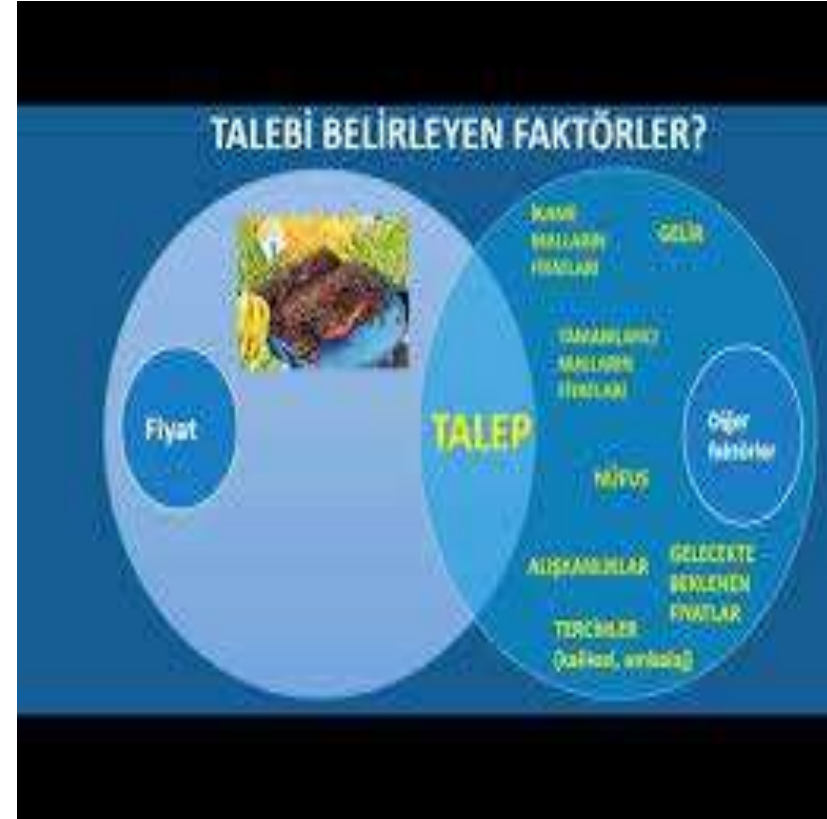 TALEBİ BELİRLEYEN FAKTÖRLER?
Fiyat
TALEP
İKAME
MALLARIN
FİYATLARI
GELİR
TAMAMLAYICI
MALLARIN
FİYATLARI
Diğer
faktörler
NÜFUS
ALIŞKANLIKLAR
GELECEKTE
BEKLENEN
FİYATLAR
TERCİHLER
(kalitesi, ambalaj)